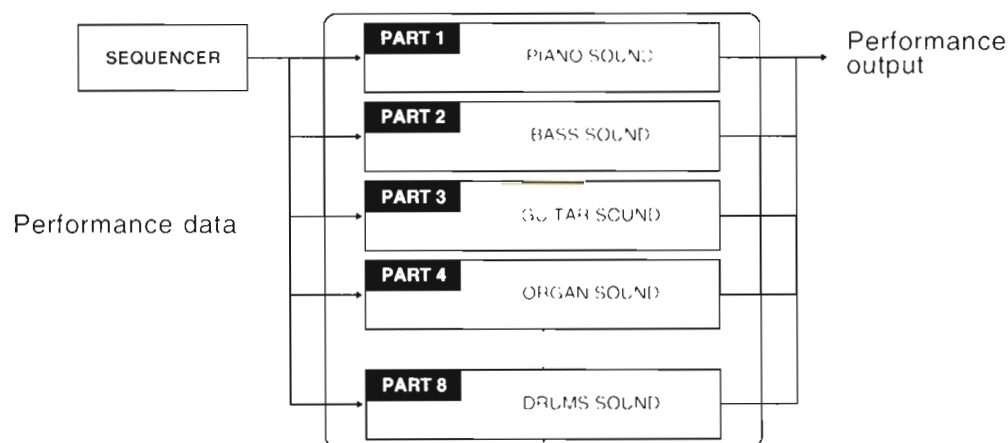 SEQUENCER
PART 1
PIANO SOUND
Performance
output
PART 2
BASS SOUND
Performance data
PART 3
GUITAR SOUND
PART 4
ORGAN SOUND
PART 8
DRUMS SOUND